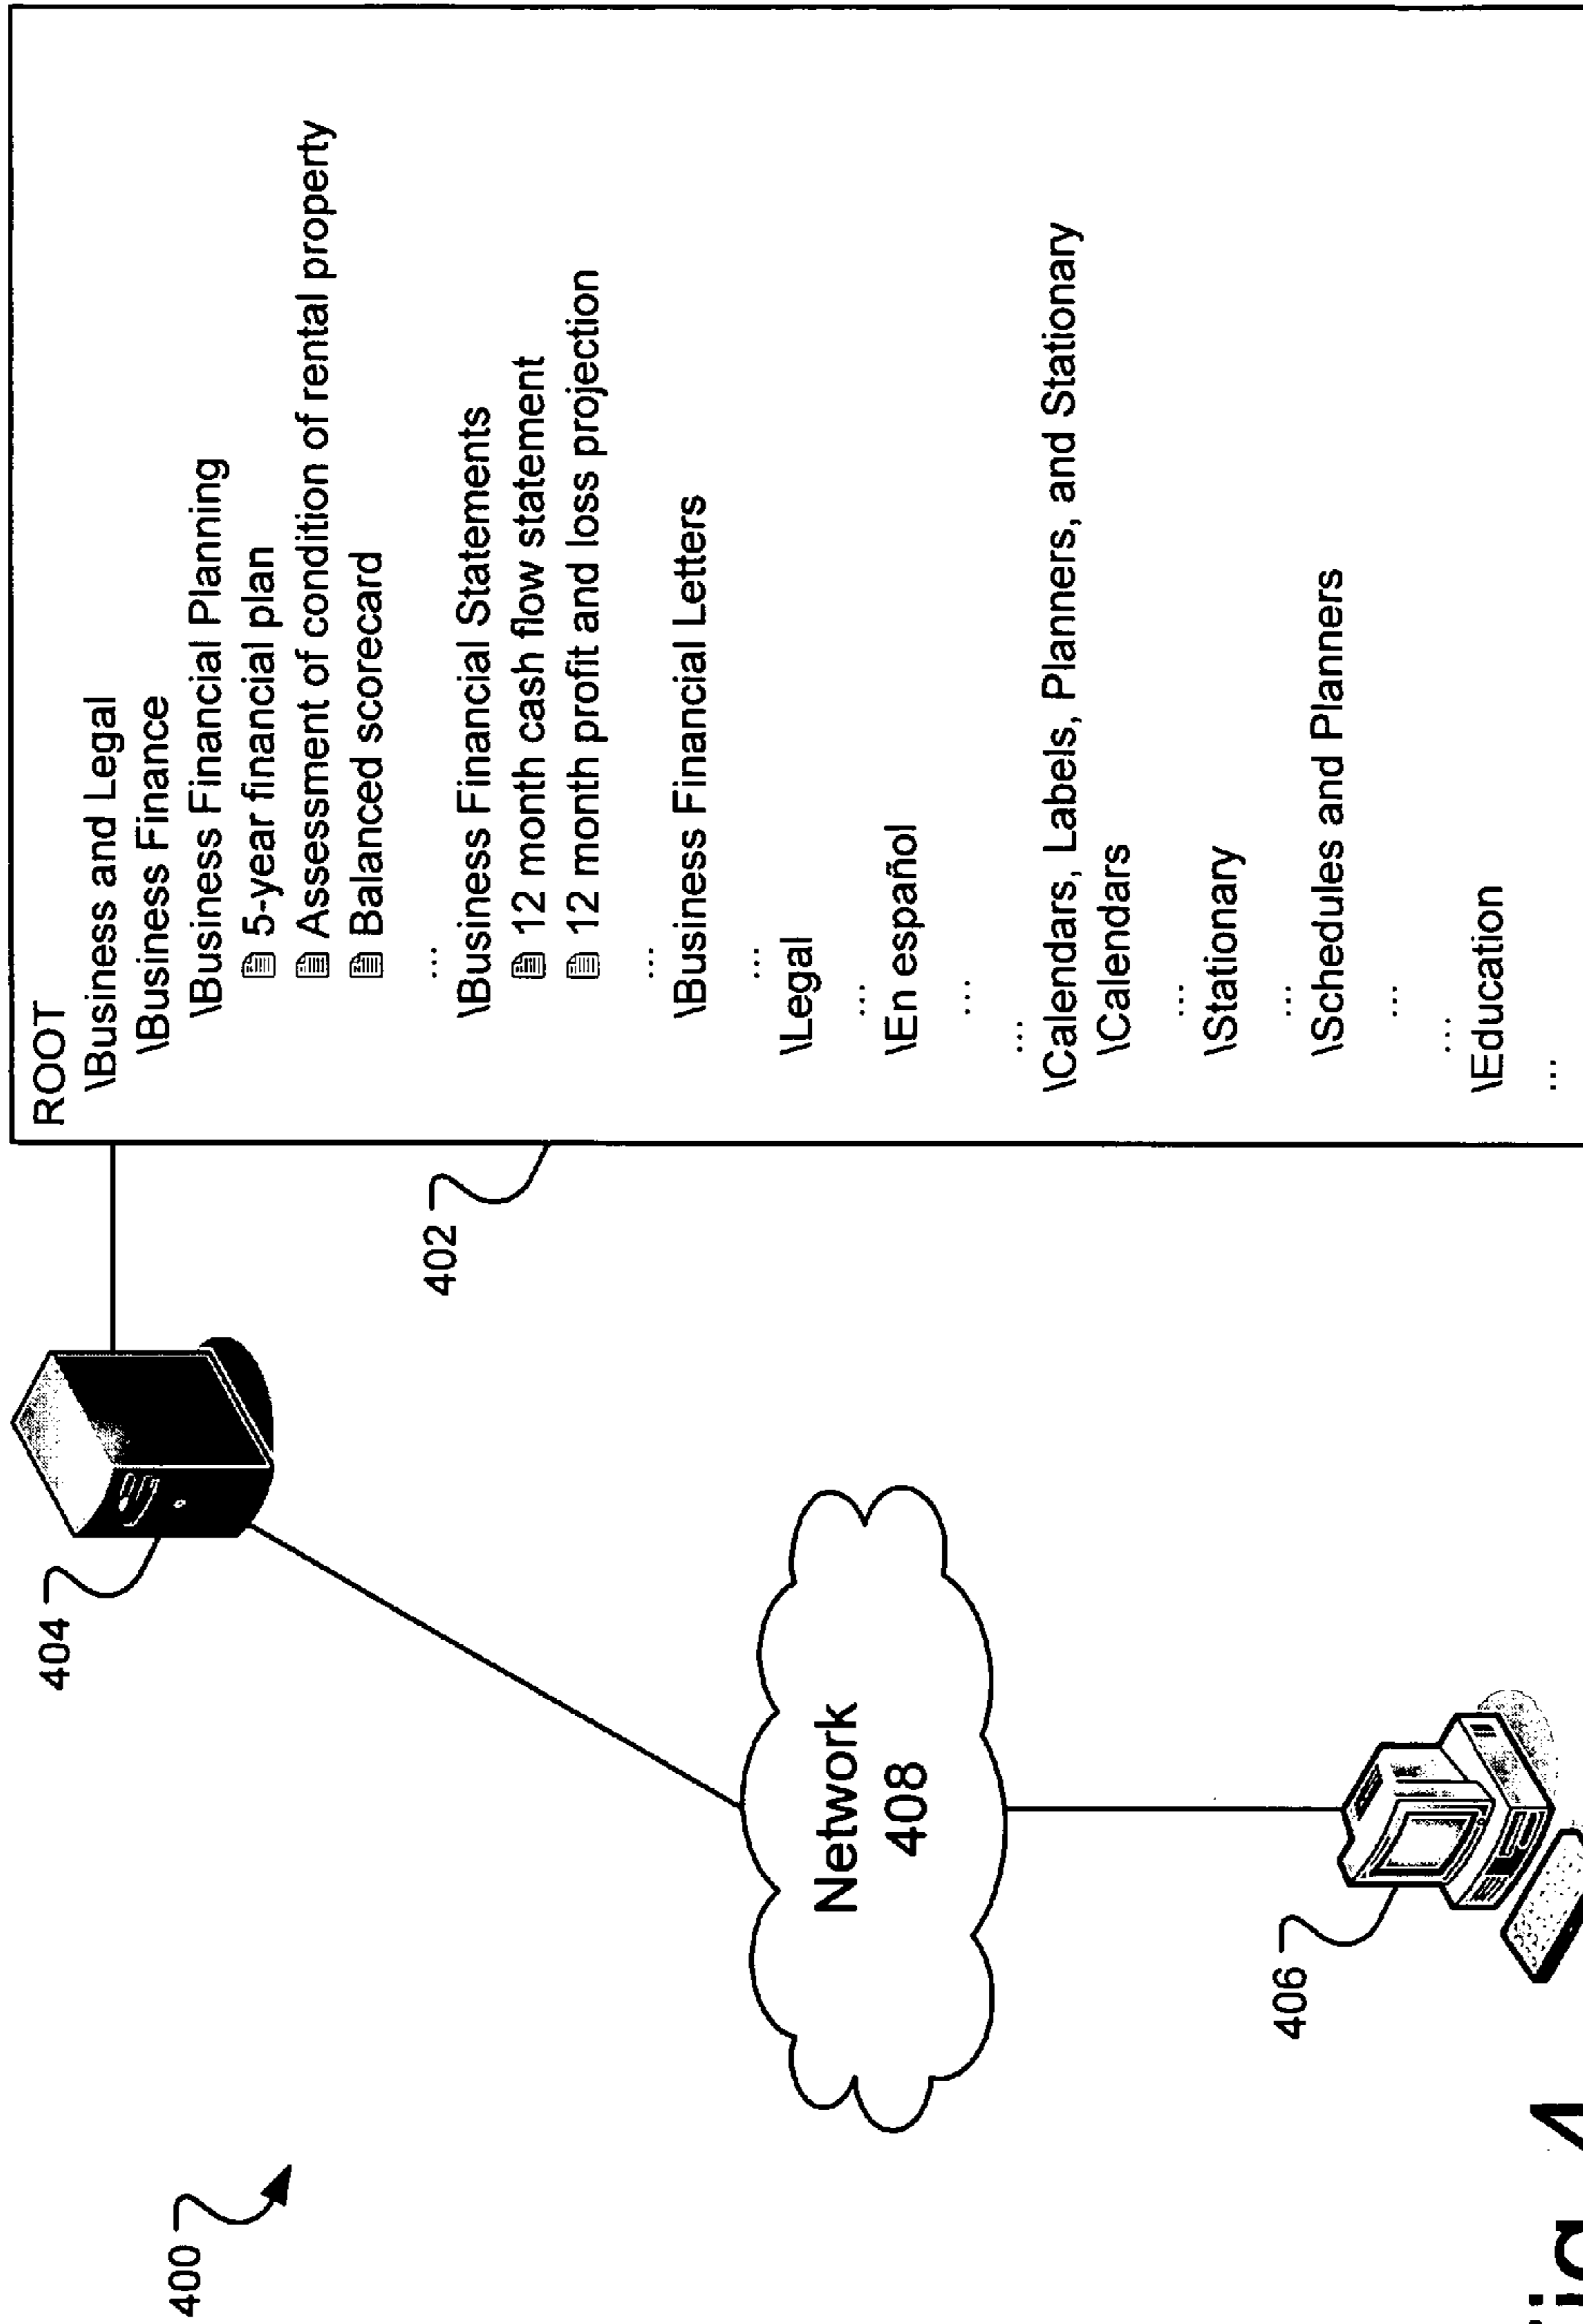 400
404
402
Network
408
406
ROOT
\Business and Legal
\Business Finance
\Business Financial Planning
5-year financial plan
Assessment of condition of rental property
Balanced scorecard
...
\Business Financial Statements
12 month cash flow statement
12 month profit and loss projection
...
\Business Financial Letters
...
\Legal
...
\En español
...
...
\Calendars, Labels, Planners, and Stationary
\Calendars
...
\Stationary
...
\Schedules and Planners
...
...
\Education
...